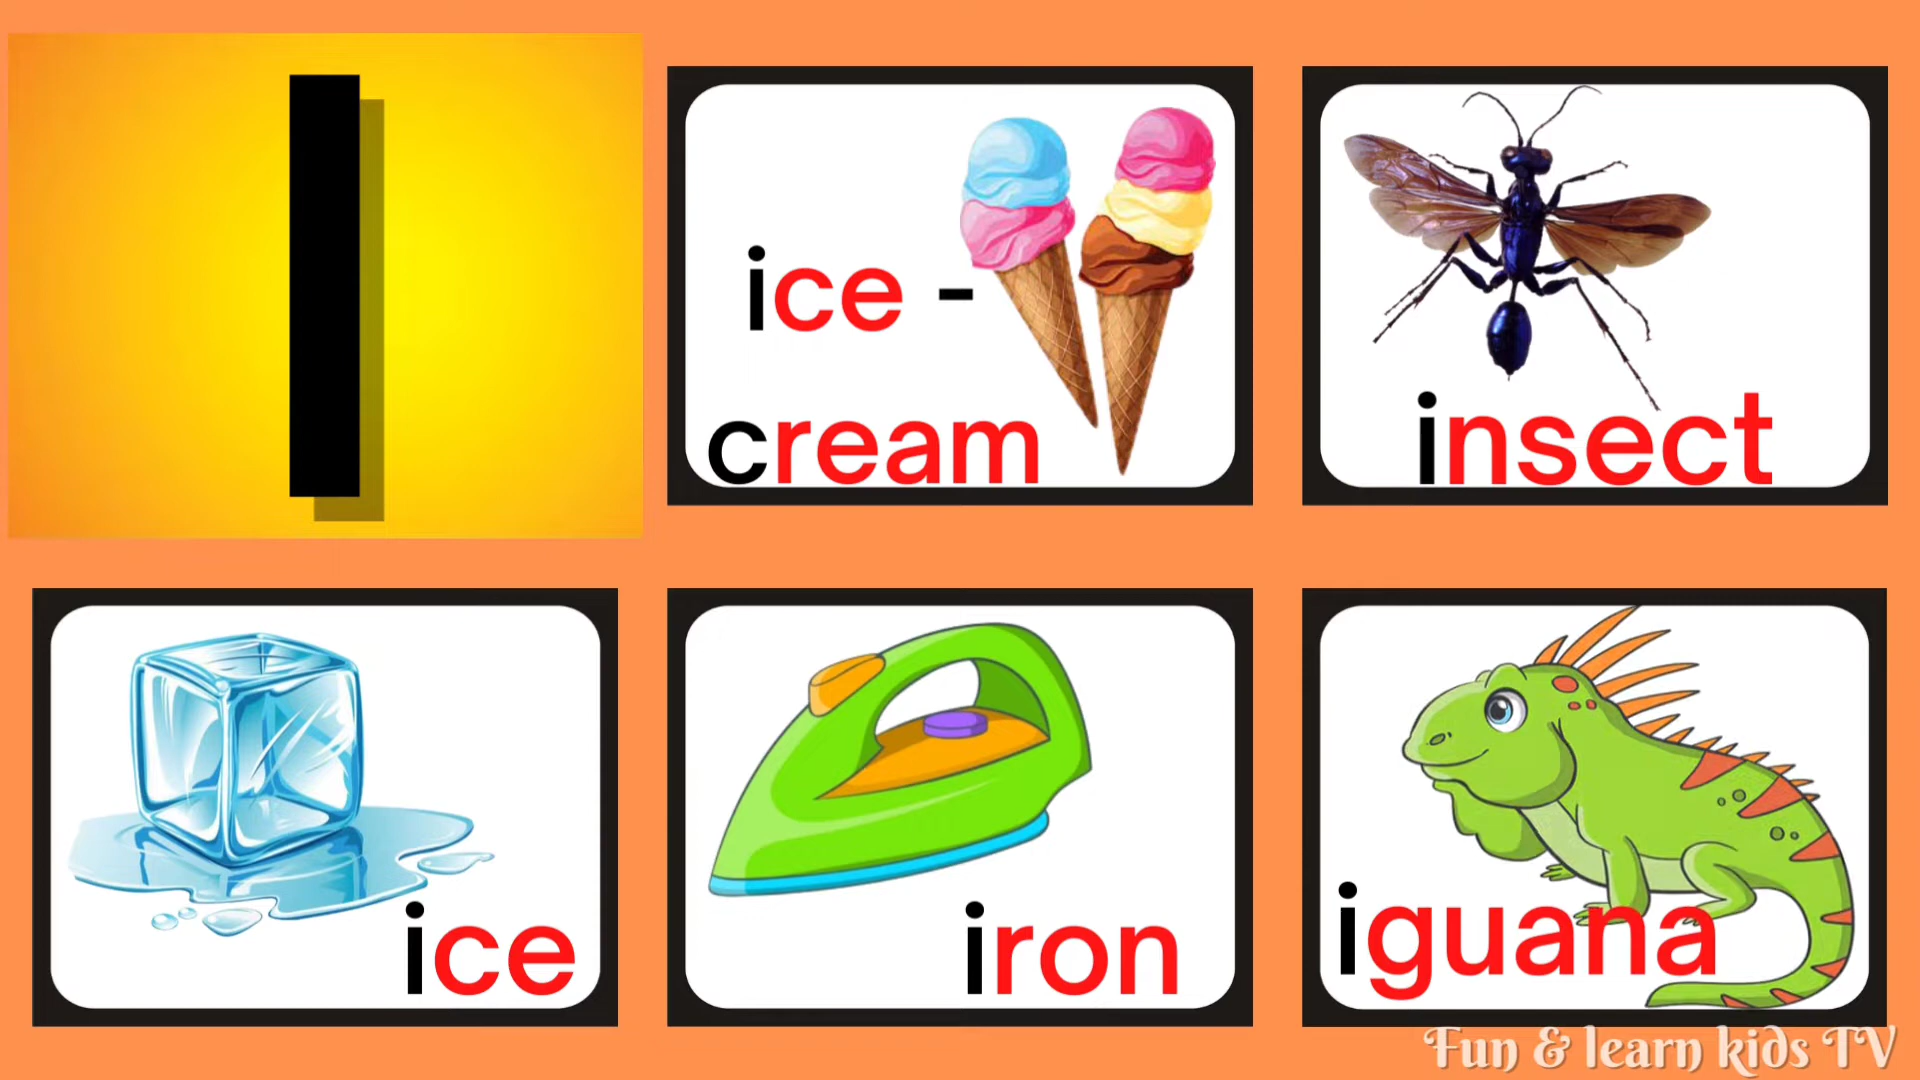 I
ice -
cream
insect
ice
iron
iguana
Fun & learn kids TV